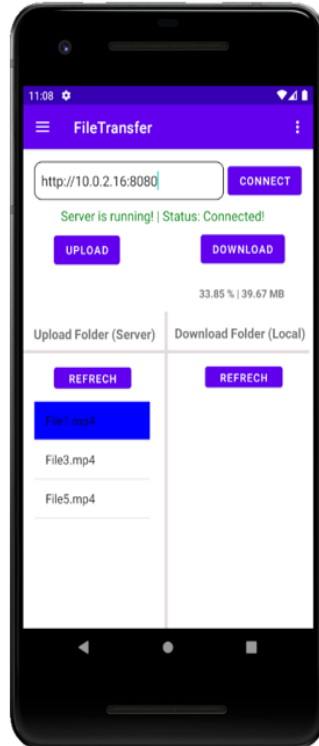 11:08
FileTransfer
http://10.0.2.16:8080 CONNECT
Server is running! | Status: Connected!
UPLOAD DOWNLOAD
33.85 % | 39.67 MB
Upload Folder (Server) Download Folder (Local)
REFRECH REFRECH
File1.mp4
File3.mp4
File5.mp4